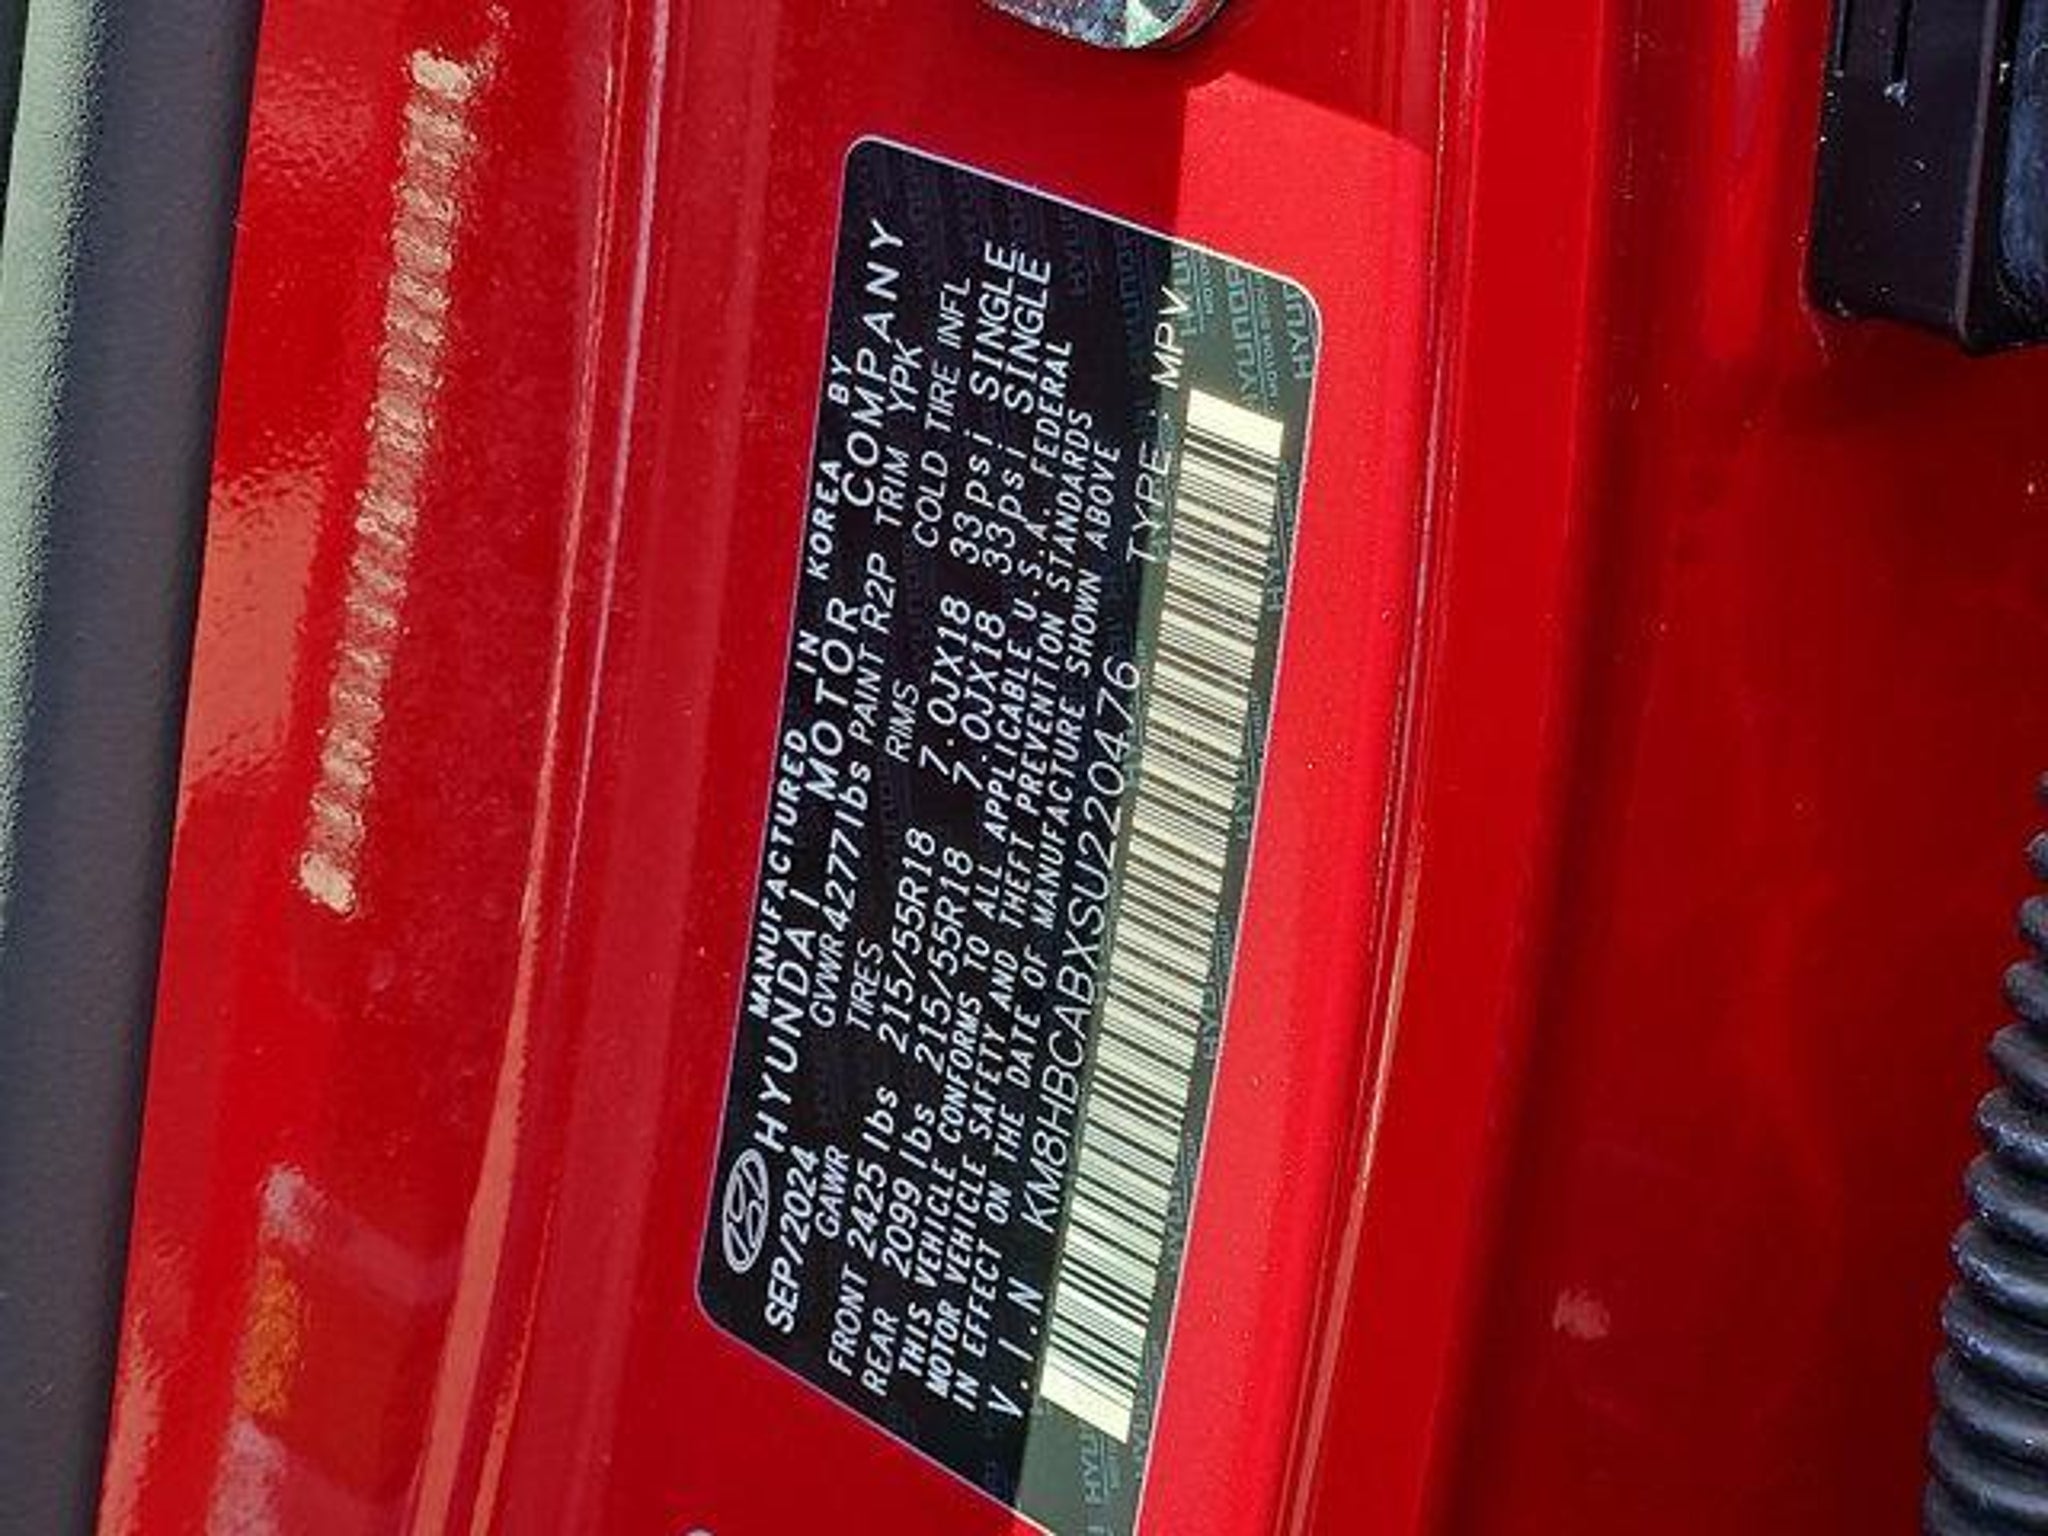 MANUFACTURED IN KOREA BY
HYUNDAI MOTOR COMPANY
SEP/2024 GVWR 4277lbs PAINT R2P TRIM YPK
GAWR TIRES RIMS COLD TIRE INFL
FRONT 2425 lbs 215/55R18 7.0JX18 33psi SINGLE
REAR 2099 lbs 215/55R18 7.0JX18 33psi SINGLE
THIS VEHICLE CONFORMS TO ALL APPLICABLE U.S.A. FEDERAL
MOTOR VEHICLE SAFETY AND THEFT PREVENTION STANDARDS
IN EFFECT ON THE DATE OF MANUFACTURE SHOWN ABOVE
V.I.N KM8HBCABXSU220476 TYPE: MPV